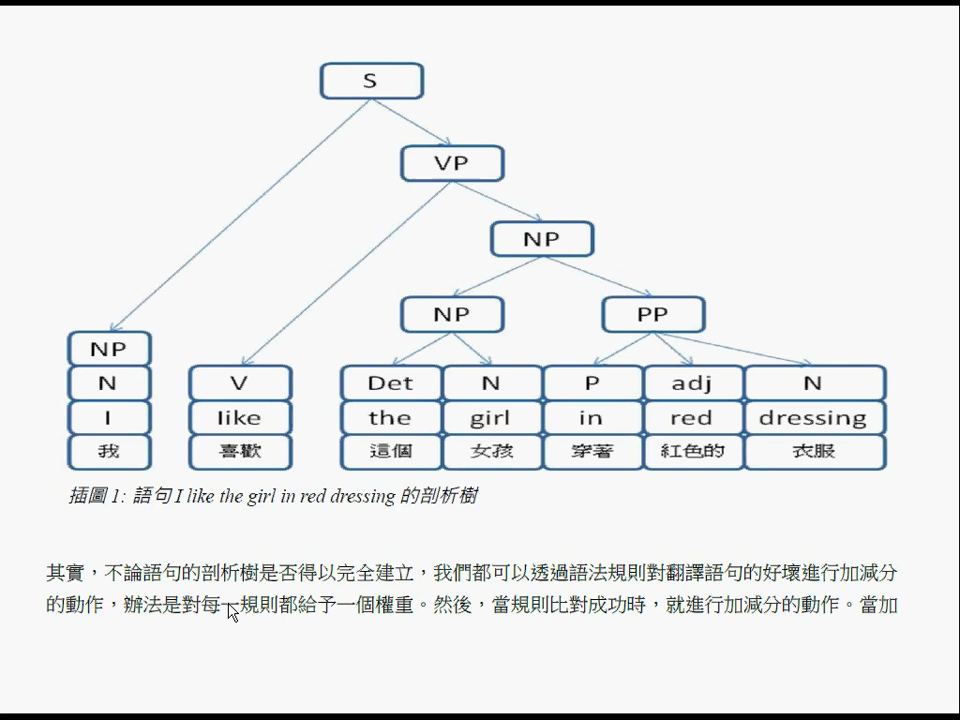 S
VP
NP
NP PP
NP
N V Det N P adj N
I like the girl in red dressing
我 喜歡 這個 女孩 穿著 紅色的 衣服
插圖 1: 語句 I like the girl in red dressing 的剖析樹
其實，不論語句的剖析樹是否得以完全建立，我們都可以透過語法規則對翻譯語句的好壞進行加減分
的動作，辦法是對每一規則都給予一個權重。然後，當規則比對成功時，就進行加減分的動作。當加